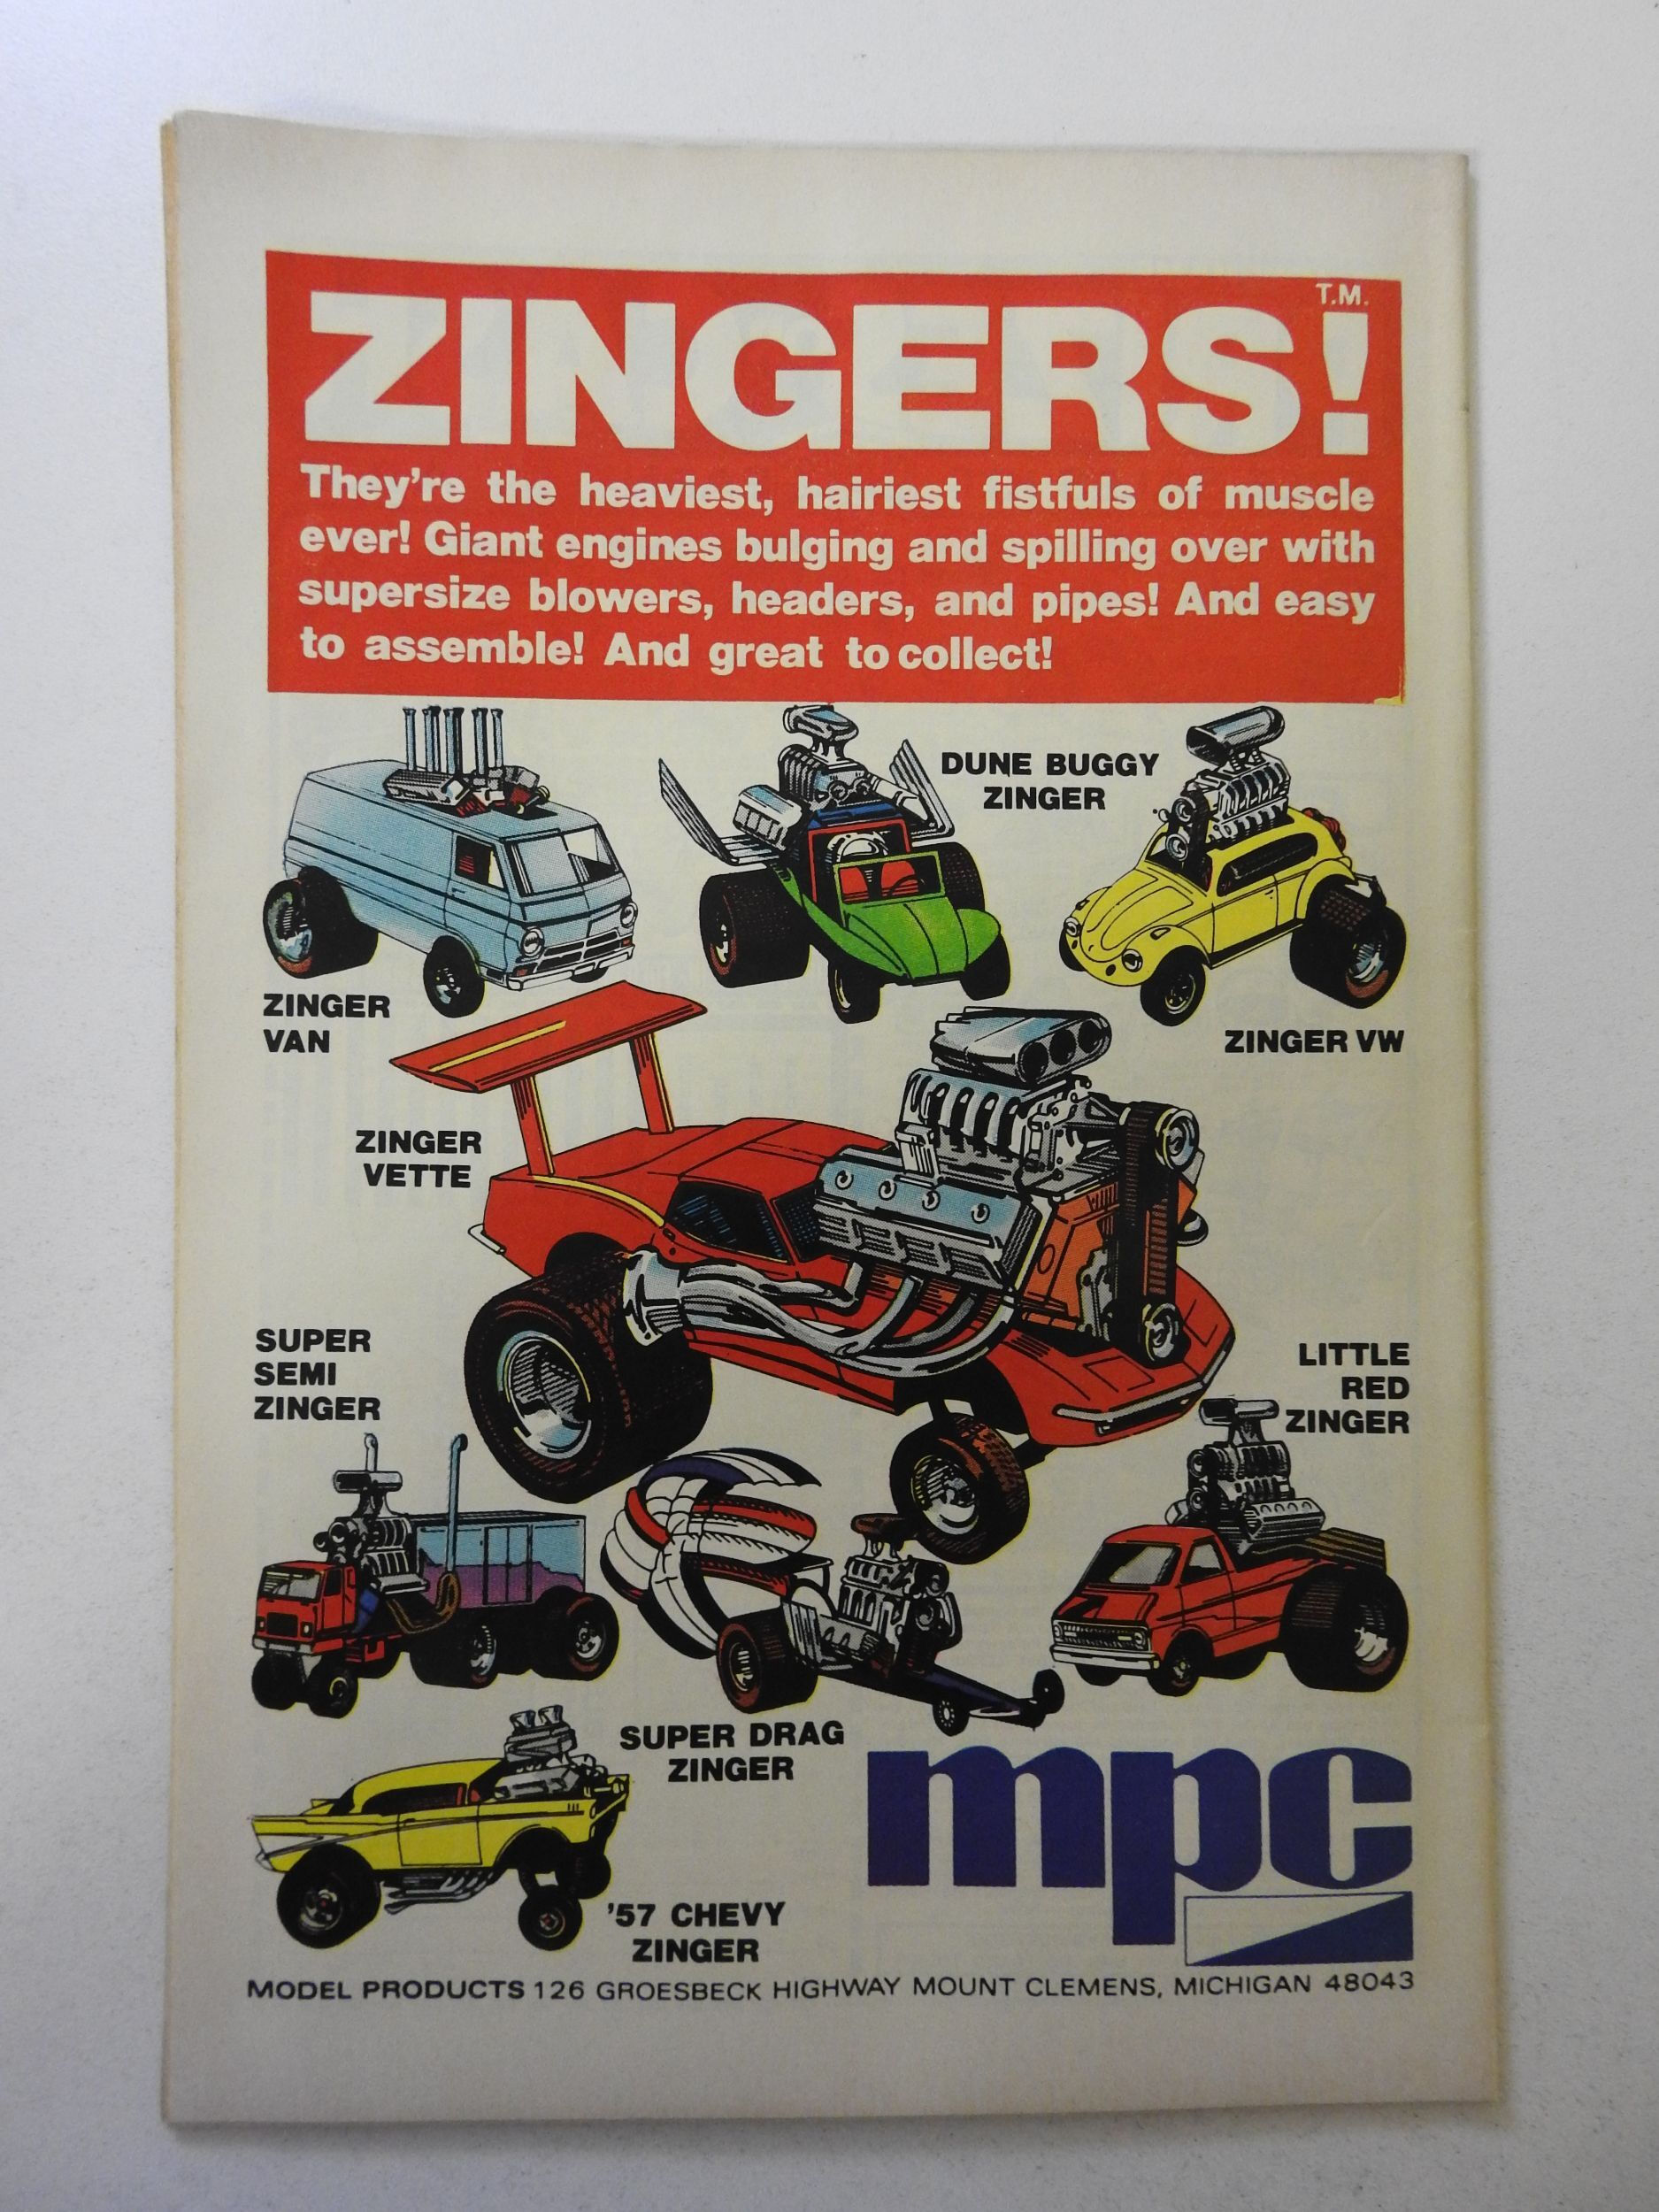 ZINGERS! T.M.
They're the heaviest, hairiest fistfuls of muscle
ever! Giant engines bulging and spilling over with
supersize blowers, headers, and pipes! And easy
to assemble! And great to collect!
DUNE BUGGY
ZINGER
ZINGER
VAN
ZINGER VW
ZINGER
VETTE
SUPER
SEMI
ZINGER
LITTLE
RED
ZINGER
SUPER DRAG
ZINGER
'57 CHEVY
ZINGER
mpc
MODEL PRODUCTS 126 GROESBECK HIGHWAY MOUNT CLEMENS, MICHIGAN 48043